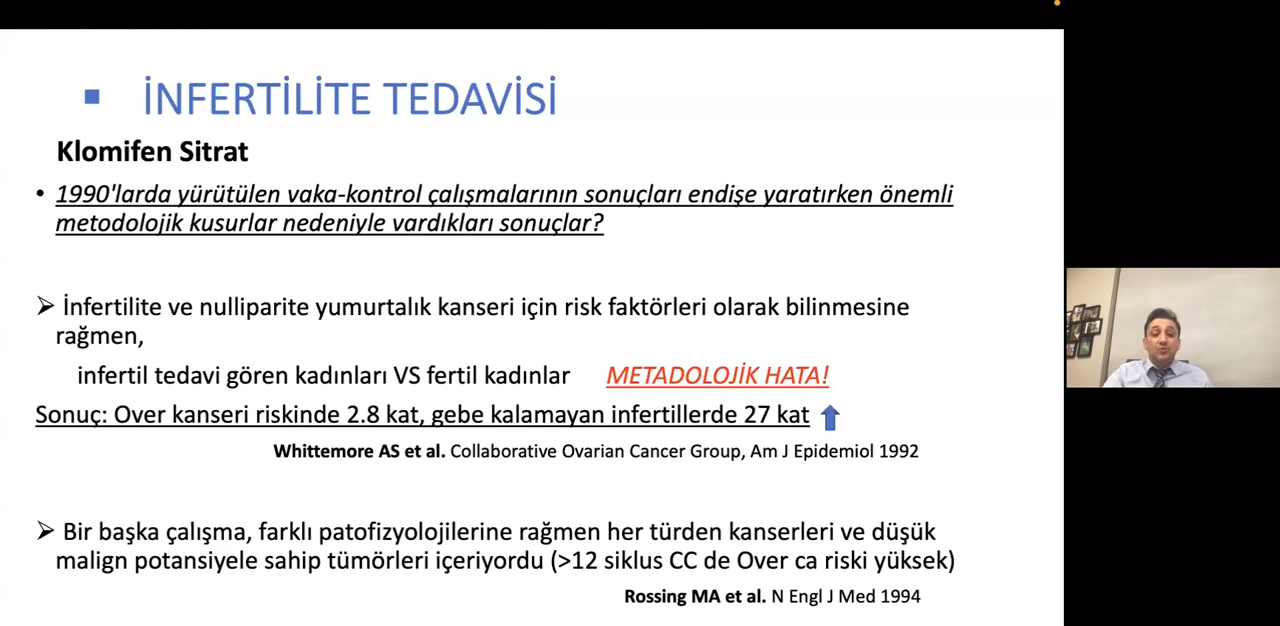 ▪ İNFERTİLİTE TEDAVİSİ
Klomifen Sitrat
• 1990'larda yürütülen vaka-kontrol çalışmalarının sonuçları endişe yaratırken önemli
metodolojik kusurlar nedeniyle vardıkları sonuçlar?
➢ İnfertilite ve nulliparite yumurtalık kanseri için risk faktörleri olarak bilinmesine
rağmen,
infertil tedavi gören kadınları VS fertil kadınlar METADOLOJİK HATA!
Sonuç: Over kanseri riskinde 2.8 kat, gebe kalamayan infertillerde 27 kat
Whittemore AS et al. Collaborative Ovarian Cancer Group, Am J Epidemiol 1992
➢ Bir başka çalışma, farklı patofizyolojilerine rağmen her türden kanserleri ve düşük
malign potansiyele sahip tümörleri içeriyordu (>12 siklus CC de Over ca riski yüksek)
Rossing MA et al. N Engl J Med 1994